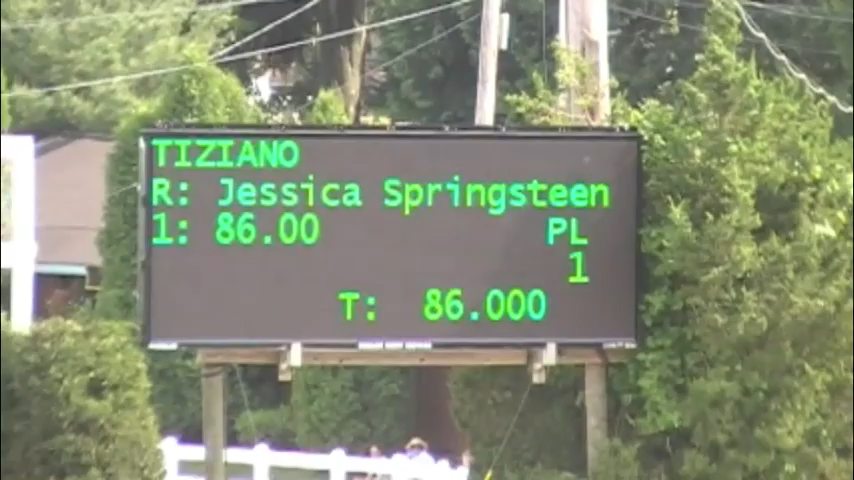 TIZIANO
R: Jessica Springsteen
1: 86.00 PL
1
T: 86.000